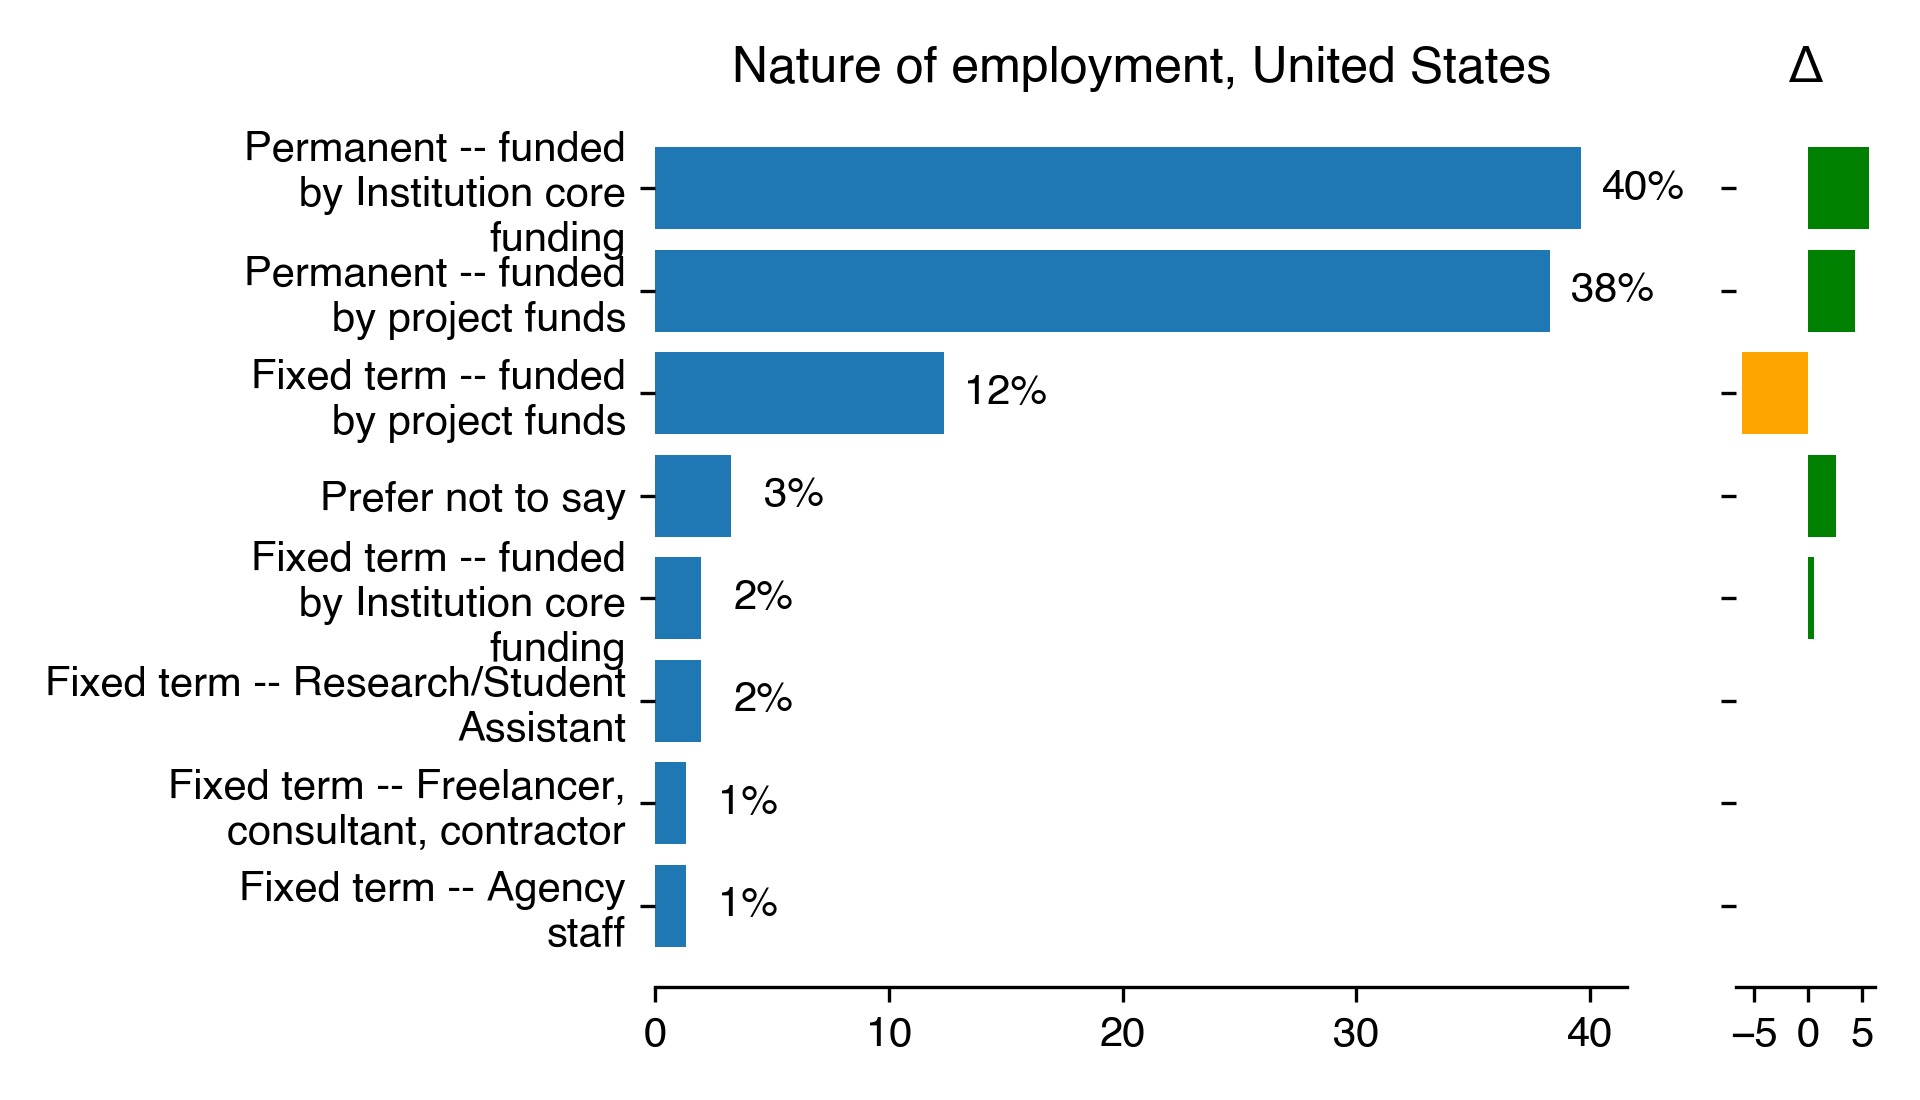 Nature of employment, United States
Δ
Permanent -- funded
by Institution core
funding
40%
Permanent -- funded
by project funds
38%
Fixed term -- funded
by project funds
12%
Prefer not to say
3%
Fixed term -- funded
by Institution core
funding
2%
Fixed term -- Research/Student
Assistant
2%
Fixed term -- Freelancer,
consultant, contractor
1%
Fixed term -- Agency
staff
1%
0 10 20 30 40
−5 0 5